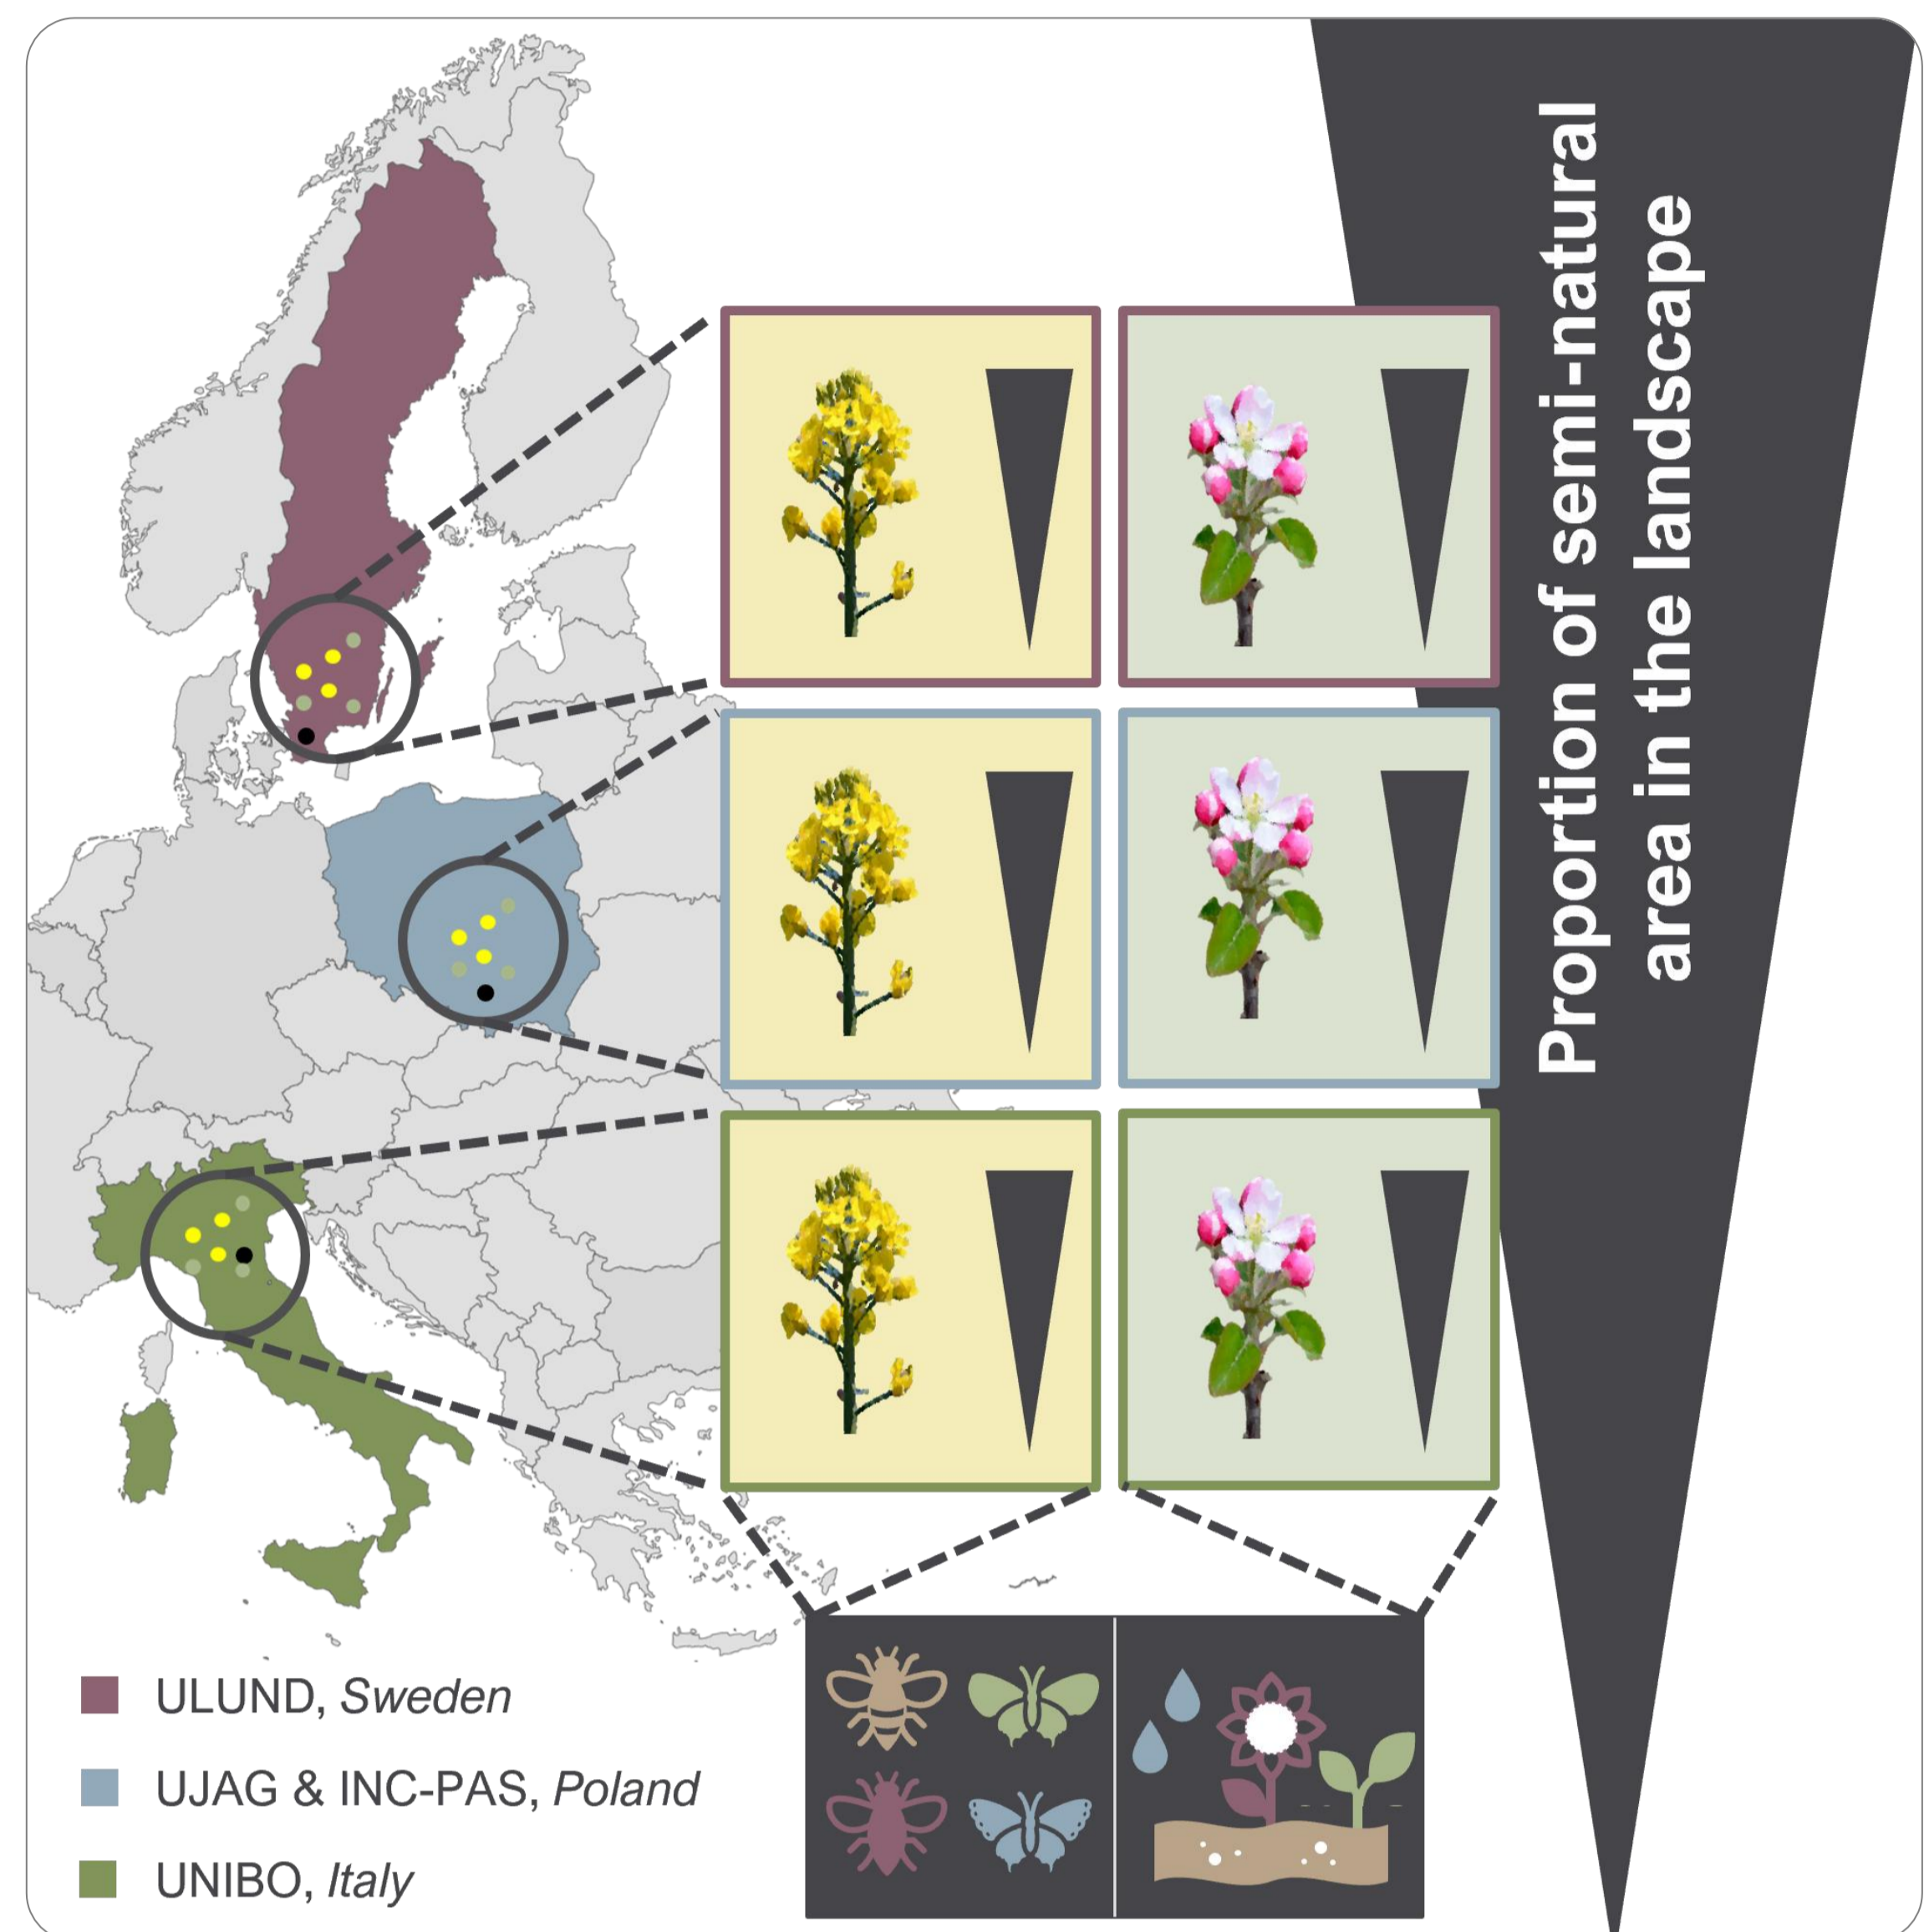 Proportion of semi-natural
area in the landscape
ULUND, Sweden
UJAG & INC-PAS, Poland
UNIBO, Italy